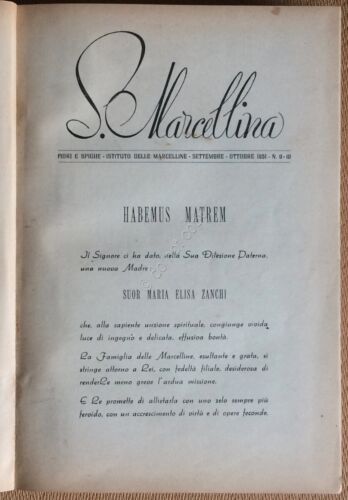 S. Marcellina
FIORI E SPIGHE - ISTITUTO DELLE MARCELLINE - SETTEMBRE - OTTOBRE 1951 - N. 9-10
HABEMUS MATREM
Il Signore ci ha dato, nella Sua Dilezione Paterna,
una nuova Madre:
SUOR MARIA ELISA ZANCHI
che, alla sapiente unzione spirituale, congiunge vivida
luce di ingegno e delicata, effusiva bontà.
La Famiglia delle Marcelline, esultante e grata, si
stringe attorno a Lei, con fedeltà filiale, desiderosa di
renderLe meno greve l'ardua missione.
E Le promette di allietarla con uno zelo sempre più
fervido, con un accrescimento di virtù e di opere feconde.